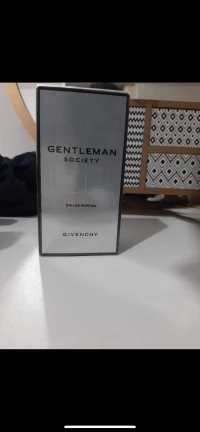 GENTLEMAN
SOCIETY
EAU DE PARFUM
GIVENCHY